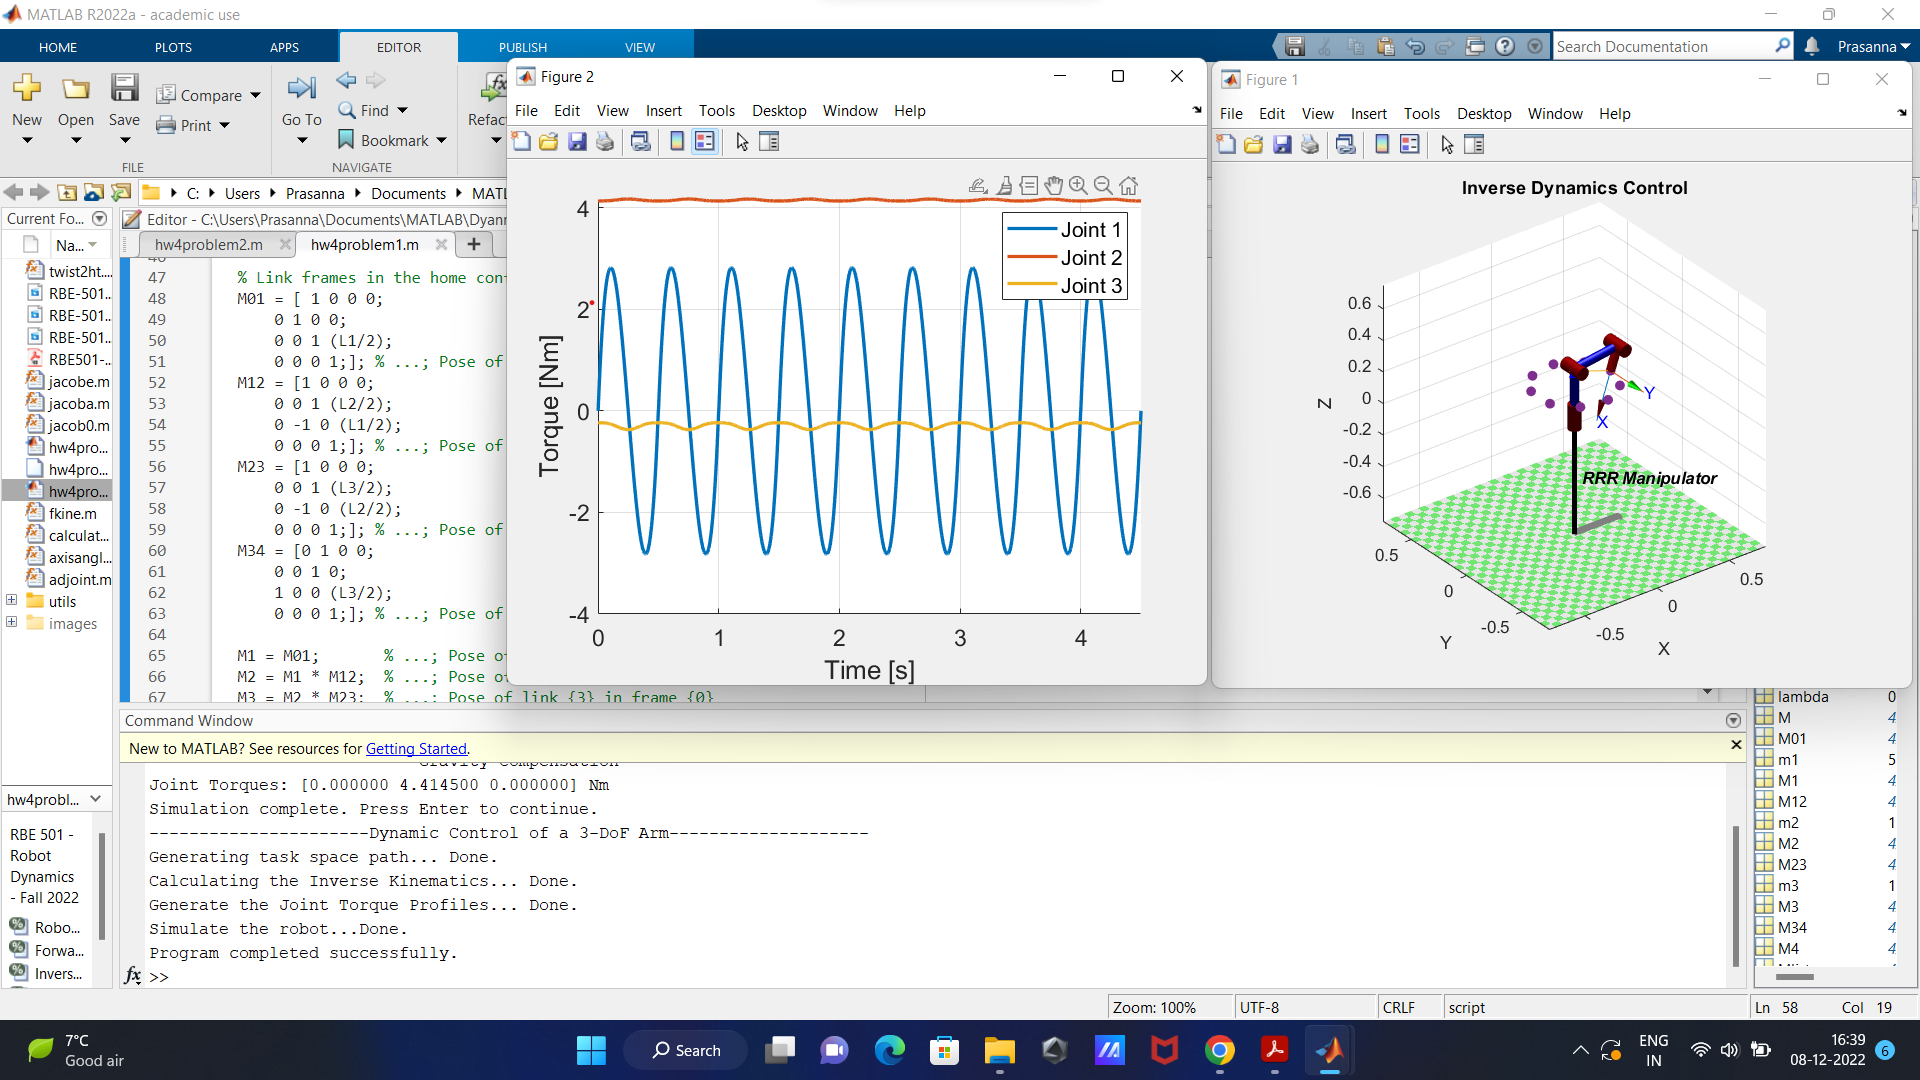 MATLAB R2022a - academic use
HOME PLOTS APPS EDITOR PUBLISH VIEW
Search Documentation
Prasanna
New Open Save Compare Print
Go To Find Bookmark
FILE NAVIGATE
C: Users Prasanna Documents
Current Fo...
Na...
twist2ht....
RBE-501...
RBE-501...
RBE-501...
RBE501-...
jacobe.m
jacoba.m
jacob0.m
hw4pro...
hw4pro...
hw4pro...
fkine.m
calculat...
axisangl...
adjoint.m
utils
images
hw4probl...
RBE 501 -
Robot
Dynamics
- Fall 2022
Robo...
Forwa...
Invers...
Editor - C:\Users\Prasanna\Documents\MATLAB\Dyann
hw4problem2.m hw4problem1.m
47 % Link frames in the home con
48 M01 = [ 1 0 0 0;
49 0 1 0 0;
50 0 0 1 (L1/2);
51 0 0 0 1;]; % ...; Pose of
52 M12 = [1 0 0 0;
53 0 0 1 (L2/2);
54 0 -1 0 (L1/2);
55 0 0 0 1;]; % ...; Pose of
56 M23 = [1 0 0 0;
57 0 0 1 (L3/2);
58 0 -1 0 (L2/2);
59 0 0 0 1;]; % ...; Pose of
60 M34 = [0 1 0 0;
61 0 0 1 0;
62 1 0 0 (L3/2);
63 0 0 0 1;]; % ...; Pose of
64
65 M1 = M01; % ...; Pose of
66 M2 = M1 * M12; % ...; Pose of
67 M3 = M2 * M23; % ...; Pose of link {3} in frame {0}
Figure 2
File Edit View Insert Tools Desktop Window Help
Joint 1
Joint 2
Joint 3
4
2
0
-2
-4
Torque [Nm]
0 1 2 3 4
Time [s]
Figure 1
File Edit View Insert Tools Desktop Window Help
Inverse Dynamics Control
0.6
0.4
0.2
0
-0.2
-0.4
-0.6
Z
Y
X
RRR Manipulator
0.5
0
-0.5
Y
-0.5
0
0.5
X
Command Window
New to MATLAB? See resources for Getting Started.
Gravity Compensation
Joint Torques: [0.000000 4.414500 0.000000] Nm
Simulation complete. Press Enter to continue.
----------------------Dynamic Control of a 3-DoF Arm--------------------
Generating task space path... Done.
Calculating the Inverse Kinematics... Done.
Generate the Joint Torque Profiles... Done.
Simulate the robot...Done.
Program completed successfully.
fx >>
lambda 0
M 4
M01 4
m1 5
M1 4
M12 4
m2 1
M2 4
M23 4
m3 1
M3 4
M34 4
M4 4
Zoom: 100% UTF-8 CRLF script Ln 58 Col 19
7°C
Good air
Search
ENG
IN
16:39
08-12-2022
6